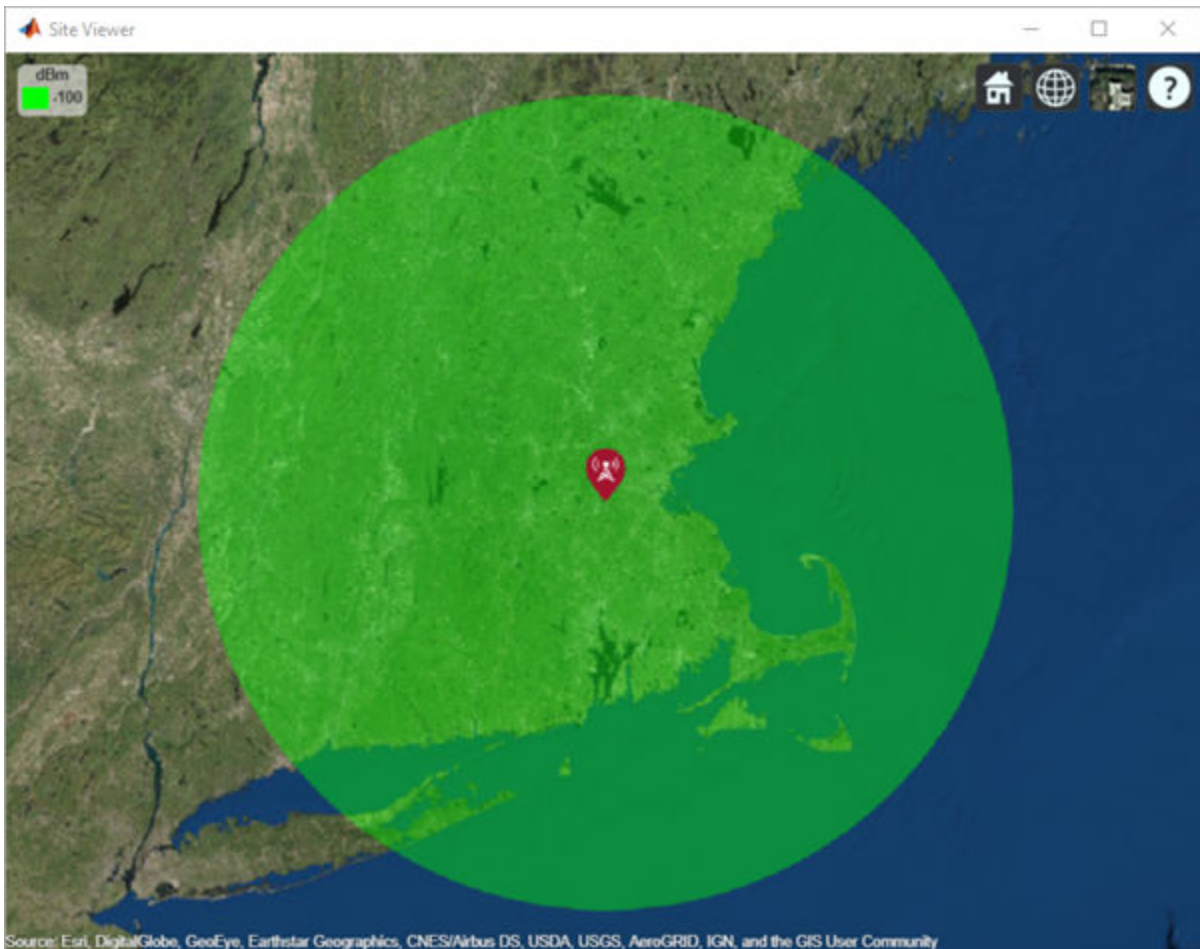 Site Viewer
dBm
-100
?
Source: Esri, DigitalGlobe, GeoEye, Earthstar Geographics, CNES/Airbus DS, USDA, USGS, AeroGRID, IGN, and the GIS User Community